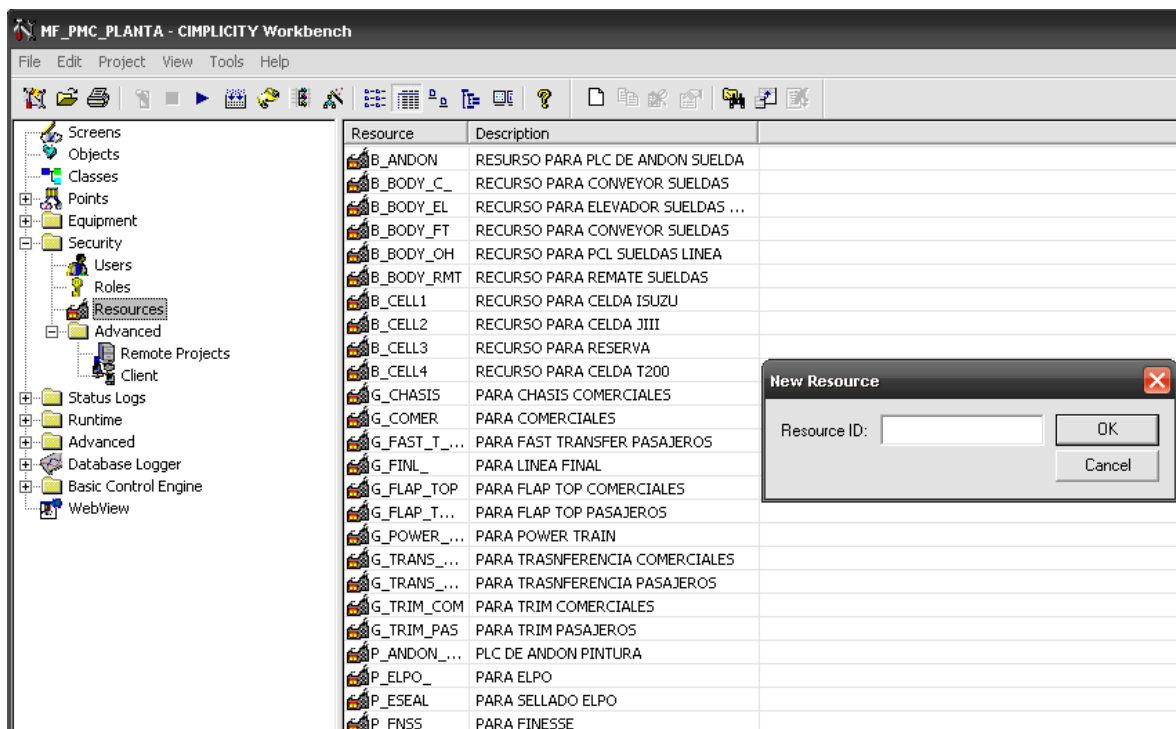 MF_PMC_PLANTA - CIMPLICITY Workbench
File Edit Project View Tools Help
Screens
Objects
Classes
Points
Equipment
Security
Users
Roles
Resources
Advanced
Remote Projects
Client
Status Logs
Runtime
Advanced
Database Logger
Basic Control Engine
WebView
Resource Description
B_ANDON RESURSO PARA PLC DE ANDON SUELDA
B_BODY_C_ RECURSO PARA CONVEYOR SUELDAS
B_BODY_EL RECURSO PARA ELEVADOR SUELDAS ...
B_BODY_FT RECURSO PARA CONVEYOR SUELDAS
B_BODY_OH RECURSO PARA PCL SUELDAS LINEA
B_BODY_RMT RECURSO PARA REMATE SUELDAS
B_CELL1 RECURSO PARA CELDA ISUZU
B_CELL2 RECURSO PARA CELDA JIII
B_CELL3 RECURSO PARA RESERVA
B_CELL4 RECURSO PARA CELDA T200
G_CHASIS PARA CHASIS COMERCIALES
G_COMER PARA COMERCIALES
G_FAST_T_... PARA FAST TRANSFER PASAJEROS
G_FINL_ PARA LINEA FINAL
G_FLAP_TOP PARA FLAP TOP COMERCIALES
G_FLAP_T... PARA FLAP TOP PASAJEROS
G_POWER_... PARA POWER TRAIN
G_TRANS_... PARA TRASNFERENCIA COMERCIALES
G_TRANS_... PARA TRASNFERENCIA PASAJEROS
G_TRIM_COM PARA TRIM COMERCIALES
G_TRIM_PAS PARA TRIM PASAJEROS
P_ANDON_... PLC DE ANDON PINTURA
P_ELPO_ PARA ELPO
P_ESEAL PARA SELLADO ELPO
P_FNSS PARA FINESSE
New Resource
Resource ID:
OK
Cancel